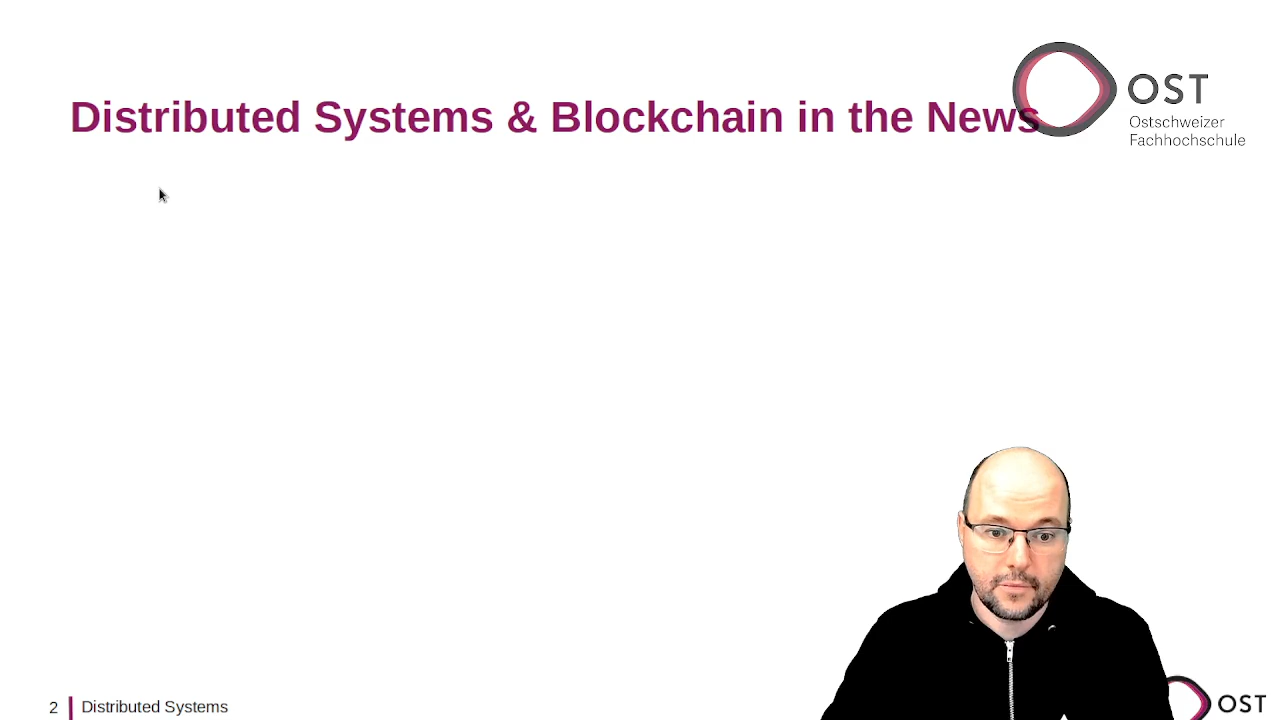 Distributed Systems & Blockchain in the News
OST
Ostschweizer
Fachhochschule
2
Distributed Systems
OST